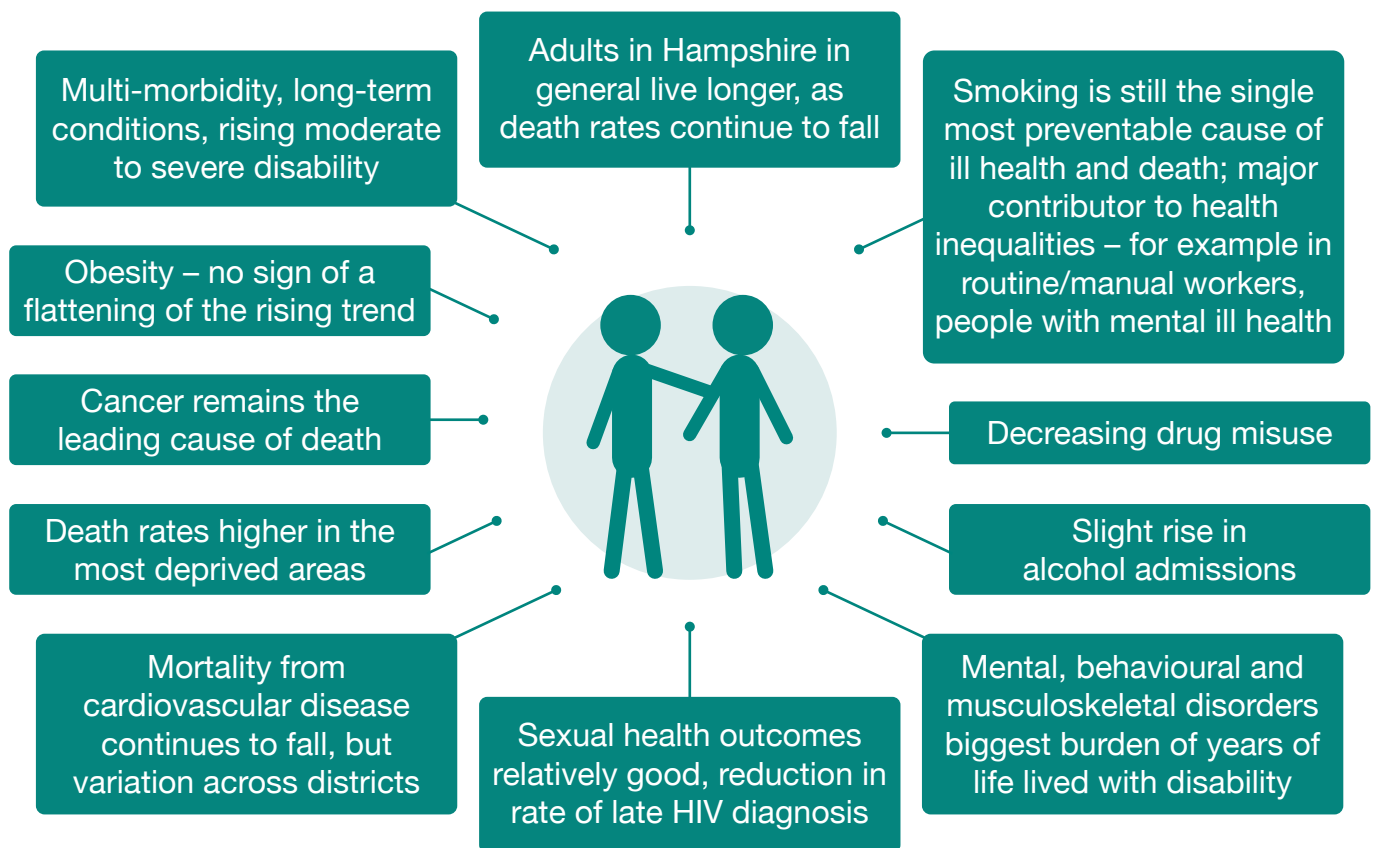 Adults in Hampshire in
general live longer, as
death rates continue to fall
Smoking is still the single
most preventable cause of
ill health and death; major
contributor to health
inequalities – for example in
routine/manual workers,
people with mental ill health
Decreasing drug misuse
Slight rise in
alcohol admissions
Mental, behavioural and
musculoskeletal disorders
biggest burden of years of
life lived with disability
Sexual health outcomes
relatively good, reduction in
rate of late HIV diagnosis
Mortality from
cardiovascular disease
continues to fall, but
variation across districts
Death rates higher in the
most deprived areas
Cancer remains the
leading cause of death
Obesity – no sign of a
flattening of the rising trend
Multi-morbidity, long-term
conditions, rising moderate
to severe disability